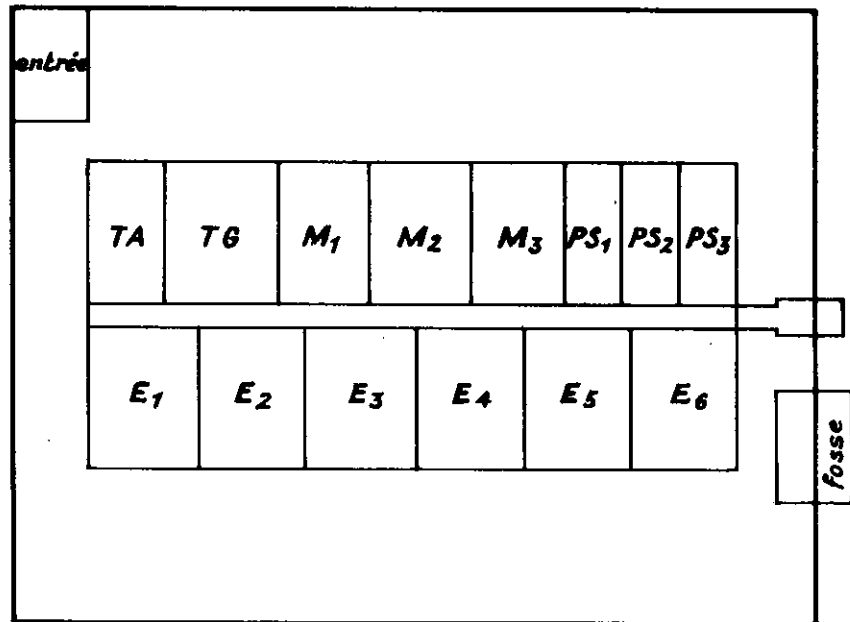 entrée
TA TG M₁ M₂ M₃ PS₁ PS₂ PS₃
E₁ E₂ E₃ E₄ E₅ E₆
fosse